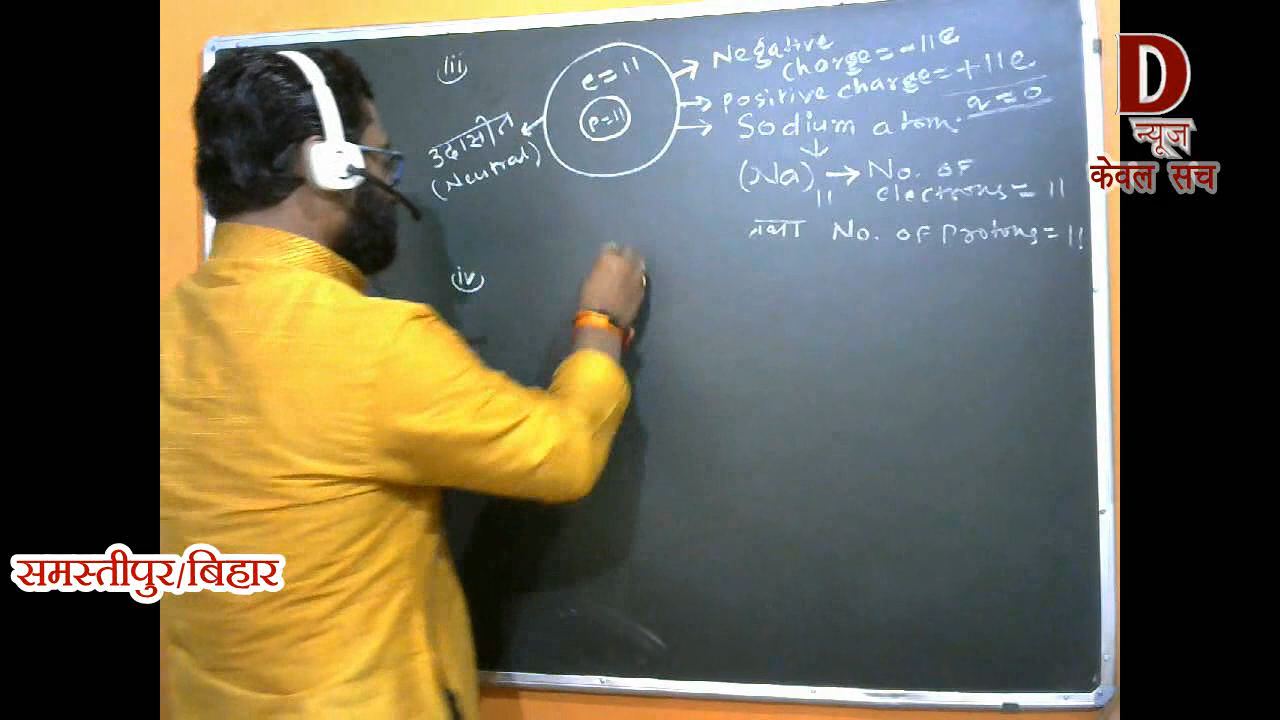 (iii)
e = 11
p=11
उदासीन
(Neutral)
Negative
charge = -11e
positive charge = +11e
q = 0
Sodium atom.
(Na) → No. of
11 electrons = 11
तथा No. of Protons = 11
(iv)
D
न्यूज
केवल सच
समस्तीपुर/बिहार